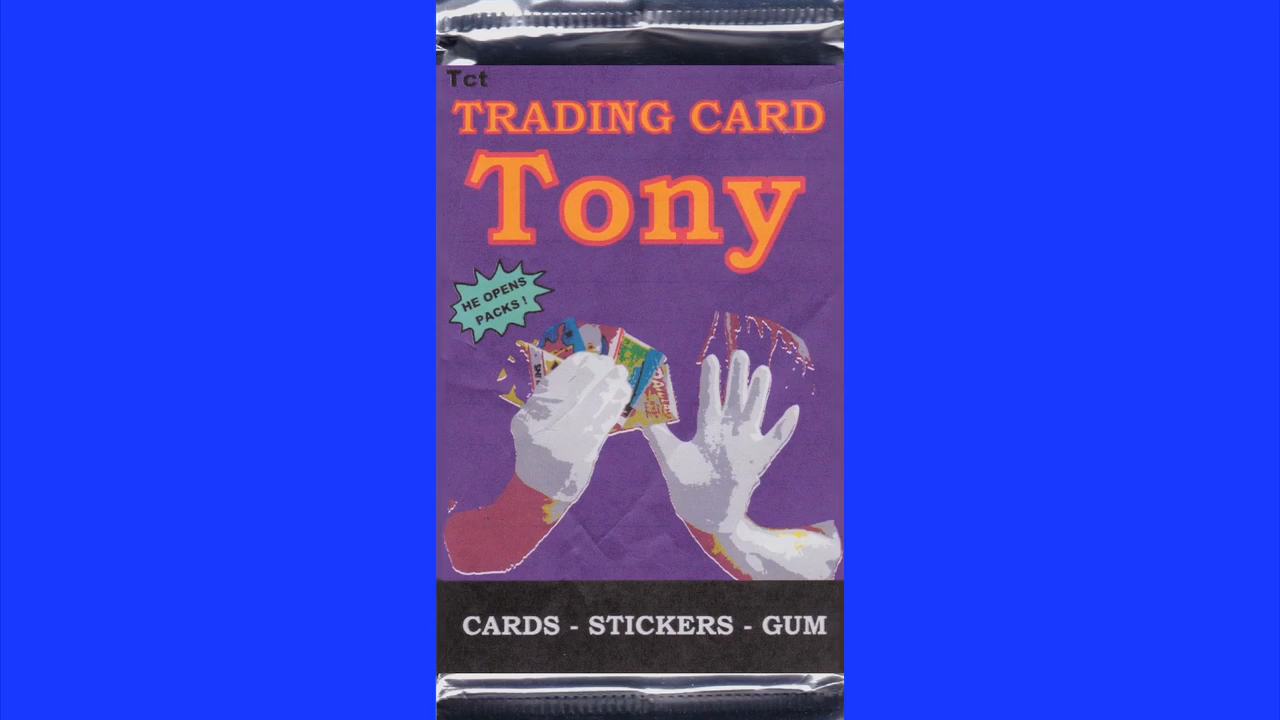 Tct
TRADING CARD
Tony
HE OPENS
PACKS !
CARDS - STICKERS - GUM